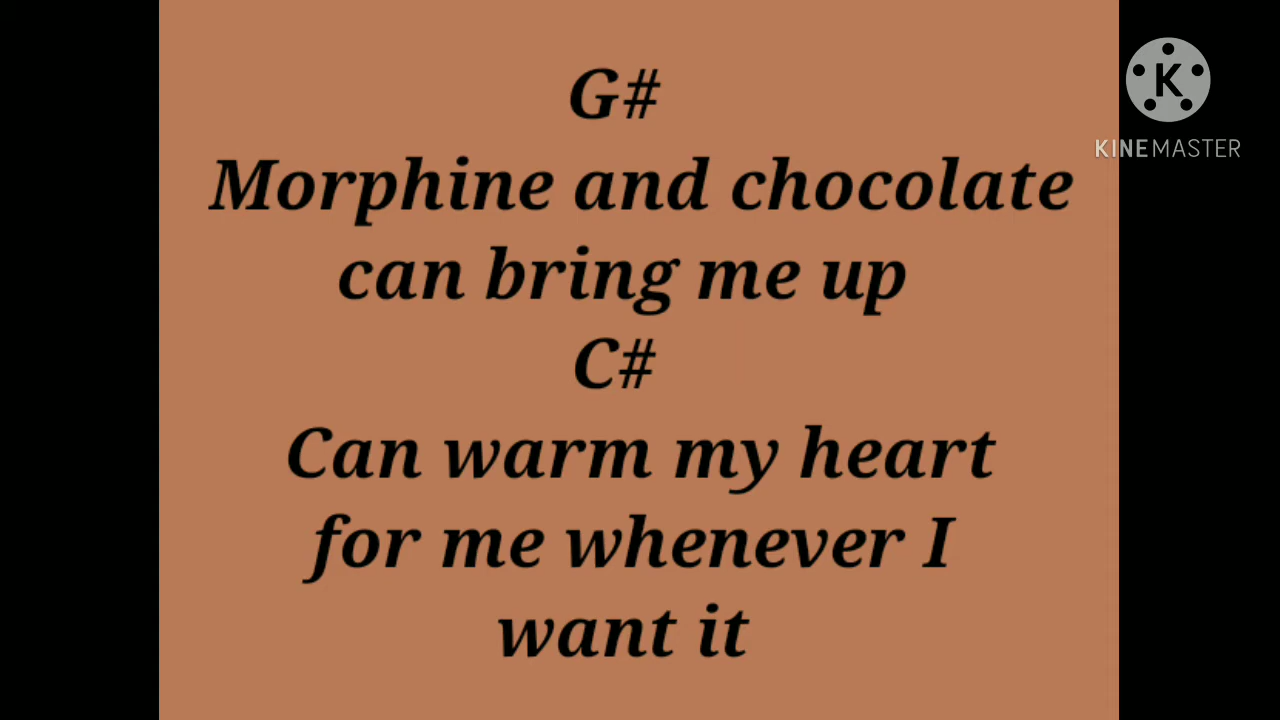 G#
Morphine and chocolate
can bring me up
C#
Can warm my heart
for me whenever I
want it
K
KINEMASTER